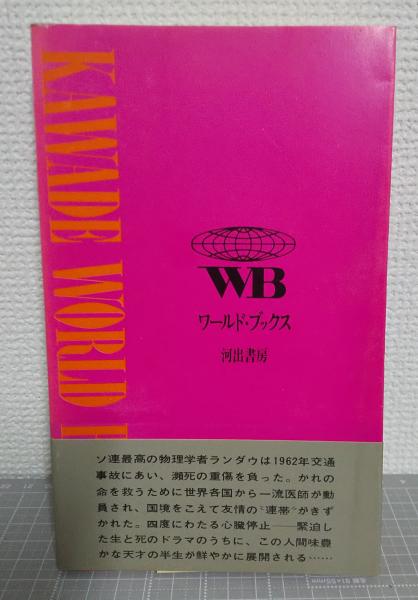 KAWADE WORLD
WB
ワールド・ブックス
河出書房
ソ連最高の物理学者ランダウは1962年交通
事故にあい、瀕死の重傷を負った。かれの
命を救うために世界各国から一流医師が動
員され、国境をこえて友情の“連帯”がきず
かれた。四度にわたる心臓停止——緊迫し
た生と死のドラマのうちに、この人間味豊
かな天才の半生が鮮やかに展開される……